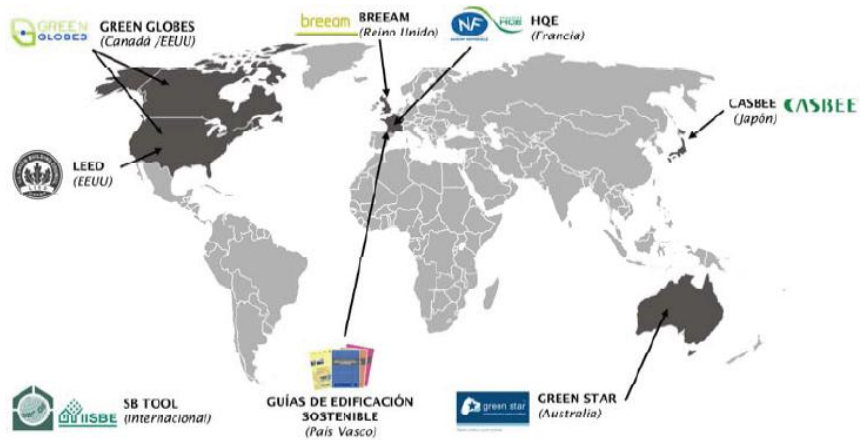 GREEN
GLOBES
GREEN GLOBES
(Canadá /EEUU)
breeam
BREEAM
(Reino Unido)
NF
HQE
HQE
(Francia)
CASBEE
(Japón)
CASBEE
LEED
(EEUU)
iiSBE
SB TOOL
(Internacional)
GUÍAS DE EDIFICACIÓN
SOSTENIBLE
(País Vasco)
green star
GREEN STAR
(Australia)